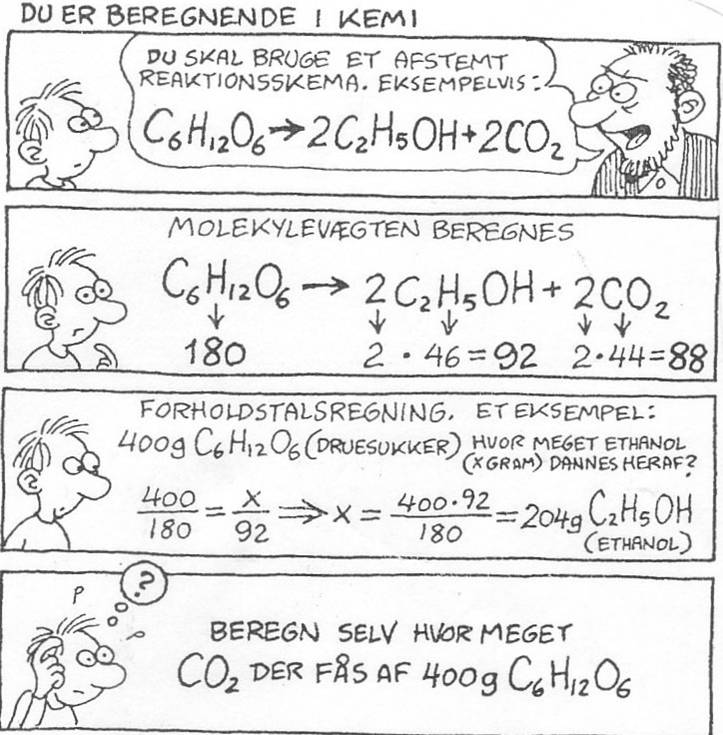 DU ER BEREGNENDE I KEMI
DU SKAL BRUGE ET AFSTEMT
REAKTIONSSKEMA. EKSEMPELVIS:
C₆H₁₂O₆→2C₂H₅OH+2CO₂
MOLEKYLEVÆGTEN BEREGNES
C₆H₁₂O₆ → 2C₂H₅OH + 2CO₂
↓ ↓ ↓ ↓ ↓
180 2 · 46 = 92 2·44=88
FORHOLDSTALSREGNING. ET EKSEMPEL:
400g C₆H₁₂O₆ (DRUESUKKER) HVOR MEGET ETHANOL
(X GRAM) DANNES HERAF?
400/180 = X/92 ⇒ X = 400·92/180 = 204g C₂H₅OH
(ETHANOL)
?
BEREGN SELV HVOR MEGET
CO₂ DER FÅS AF 400g C₆H₁₂O₆